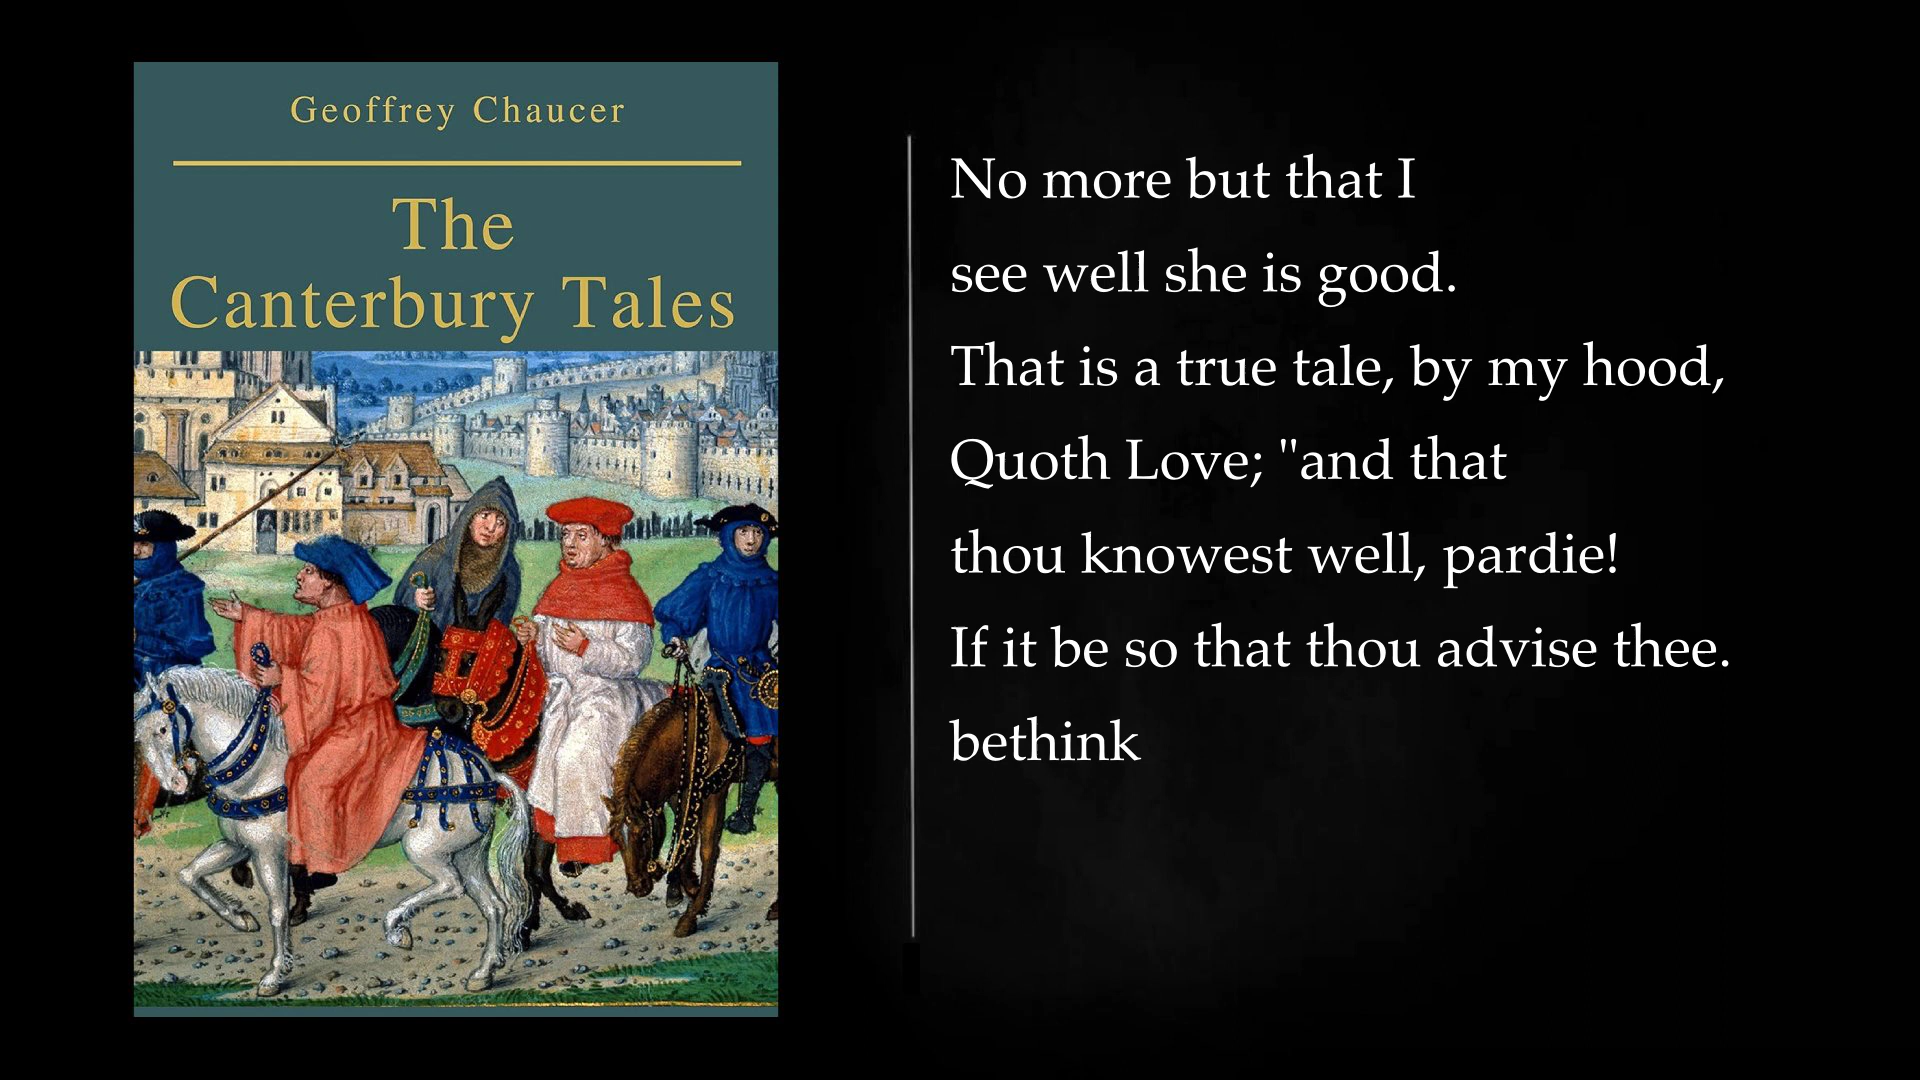 Geoffrey Chaucer
The
Canterbury Tales
No more but that I
see well she is good.
That is a true tale, by my hood,
Quoth Love; "and that
thou knowest well, pardie!
If it be so that thou advise thee.
bethink